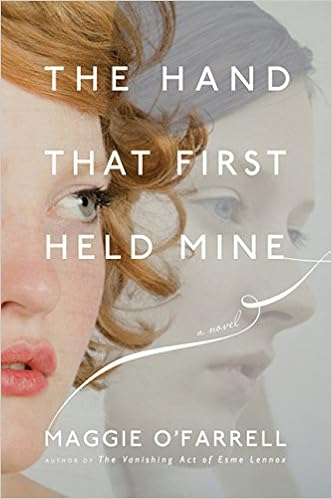 THE HAND
THAT FIRST
HELD MINE
a novel
MAGGIE O'FARRELL
AUTHOR OF The Vanishing Act of Esme Lennox